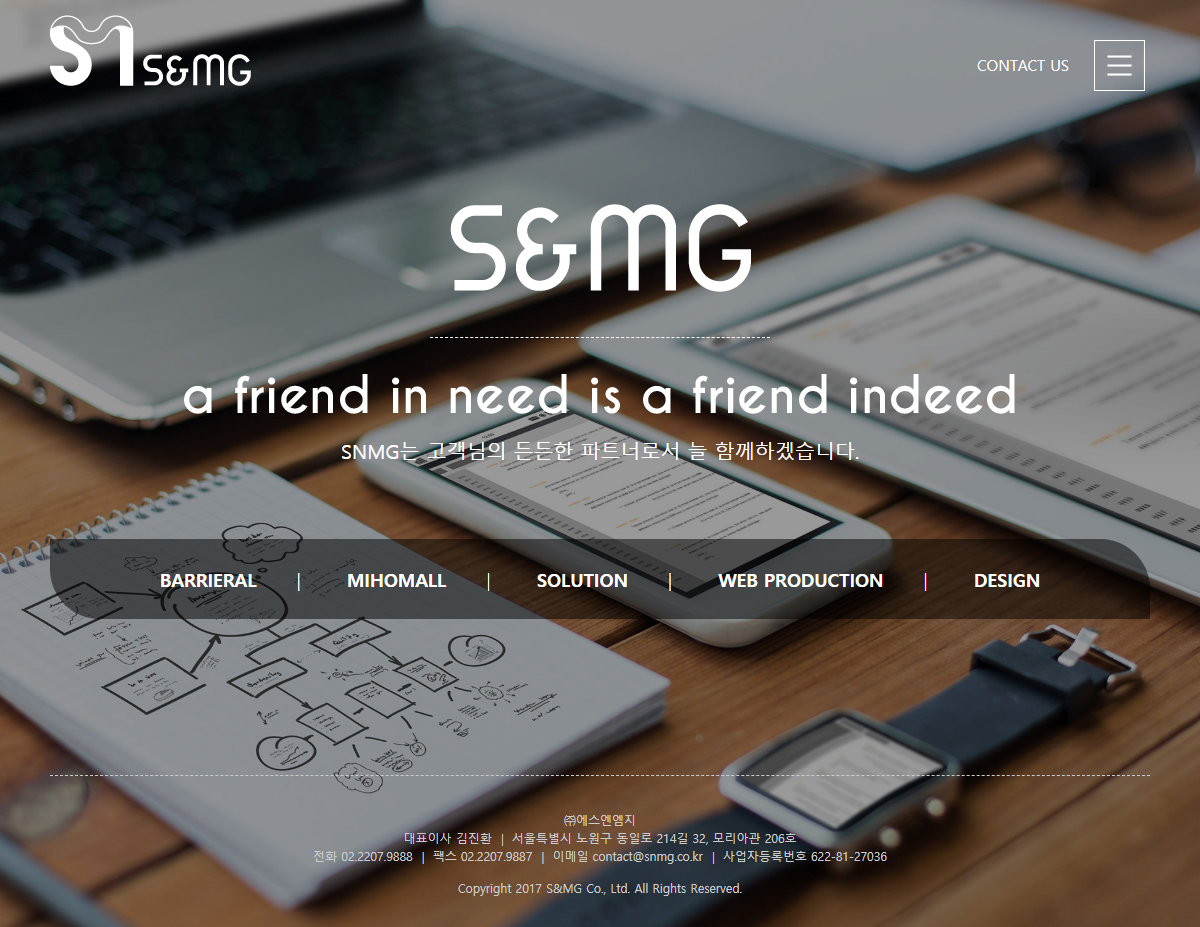 S&MG
CONTACT US
S&MG
a friend in need is a friend indeed
SNMG는 고객님의 든든한 파트너로서 늘 함께하겠습니다.
BARRIERAL | MIHOMALL | SOLUTION | WEB PRODUCTION | DESIGN
㈜에스엔엠지
대표이사 김진환 | 서울특별시 노원구 동일로 214길 32, 모리아관 206호
전화 02.2207.9888 | 팩스 02.2207.9887 | 이메일 contact@snmg.co.kr | 사업자등록번호 622-81-27036
Copyright 2017 S&MG Co., Ltd. All Rights Reserved.